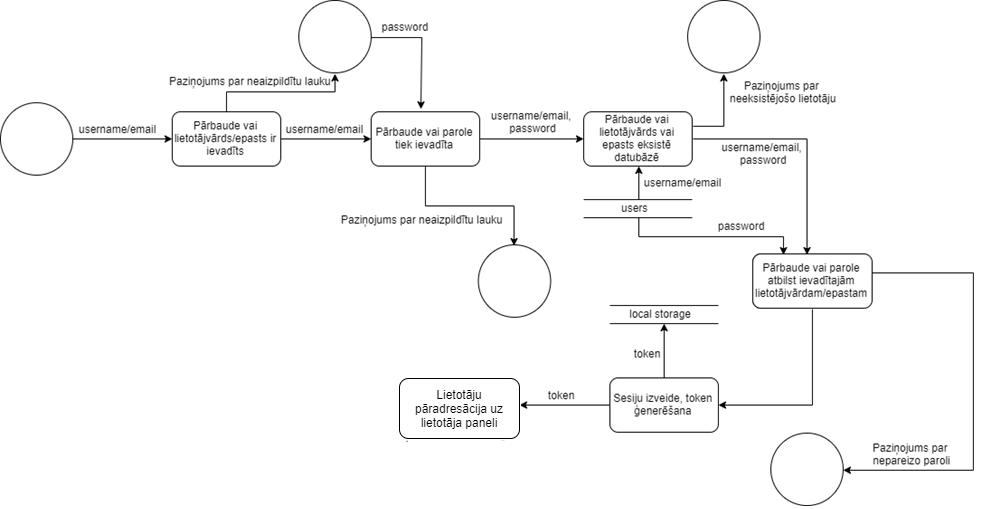 password
Paziņojums par neaizpildītu lauku
username/email
Pārbaude vai
lietotājvārds/epasts ir
ievadīts
username/email
Pārbaude vai parole
tiek ievadīta
username/email,
password
Pārbaude vai
lietotājvārds vai
epasts eksistē
datubāzē
Paziņojums par
neeksistējošo lietotāju
username/email,
password
username/email
users
password
Paziņojums par neaizpildītu lauku
Pārbaude vai parole
atbilst ievadītajām
lietotājvārdam/epastam
local storage
token
Sesiju izveide, token
ģenerēšana
token
Lietotāju
pāradresācija uz
lietotāja paneli
Paziņojums par
nepareizo paroli